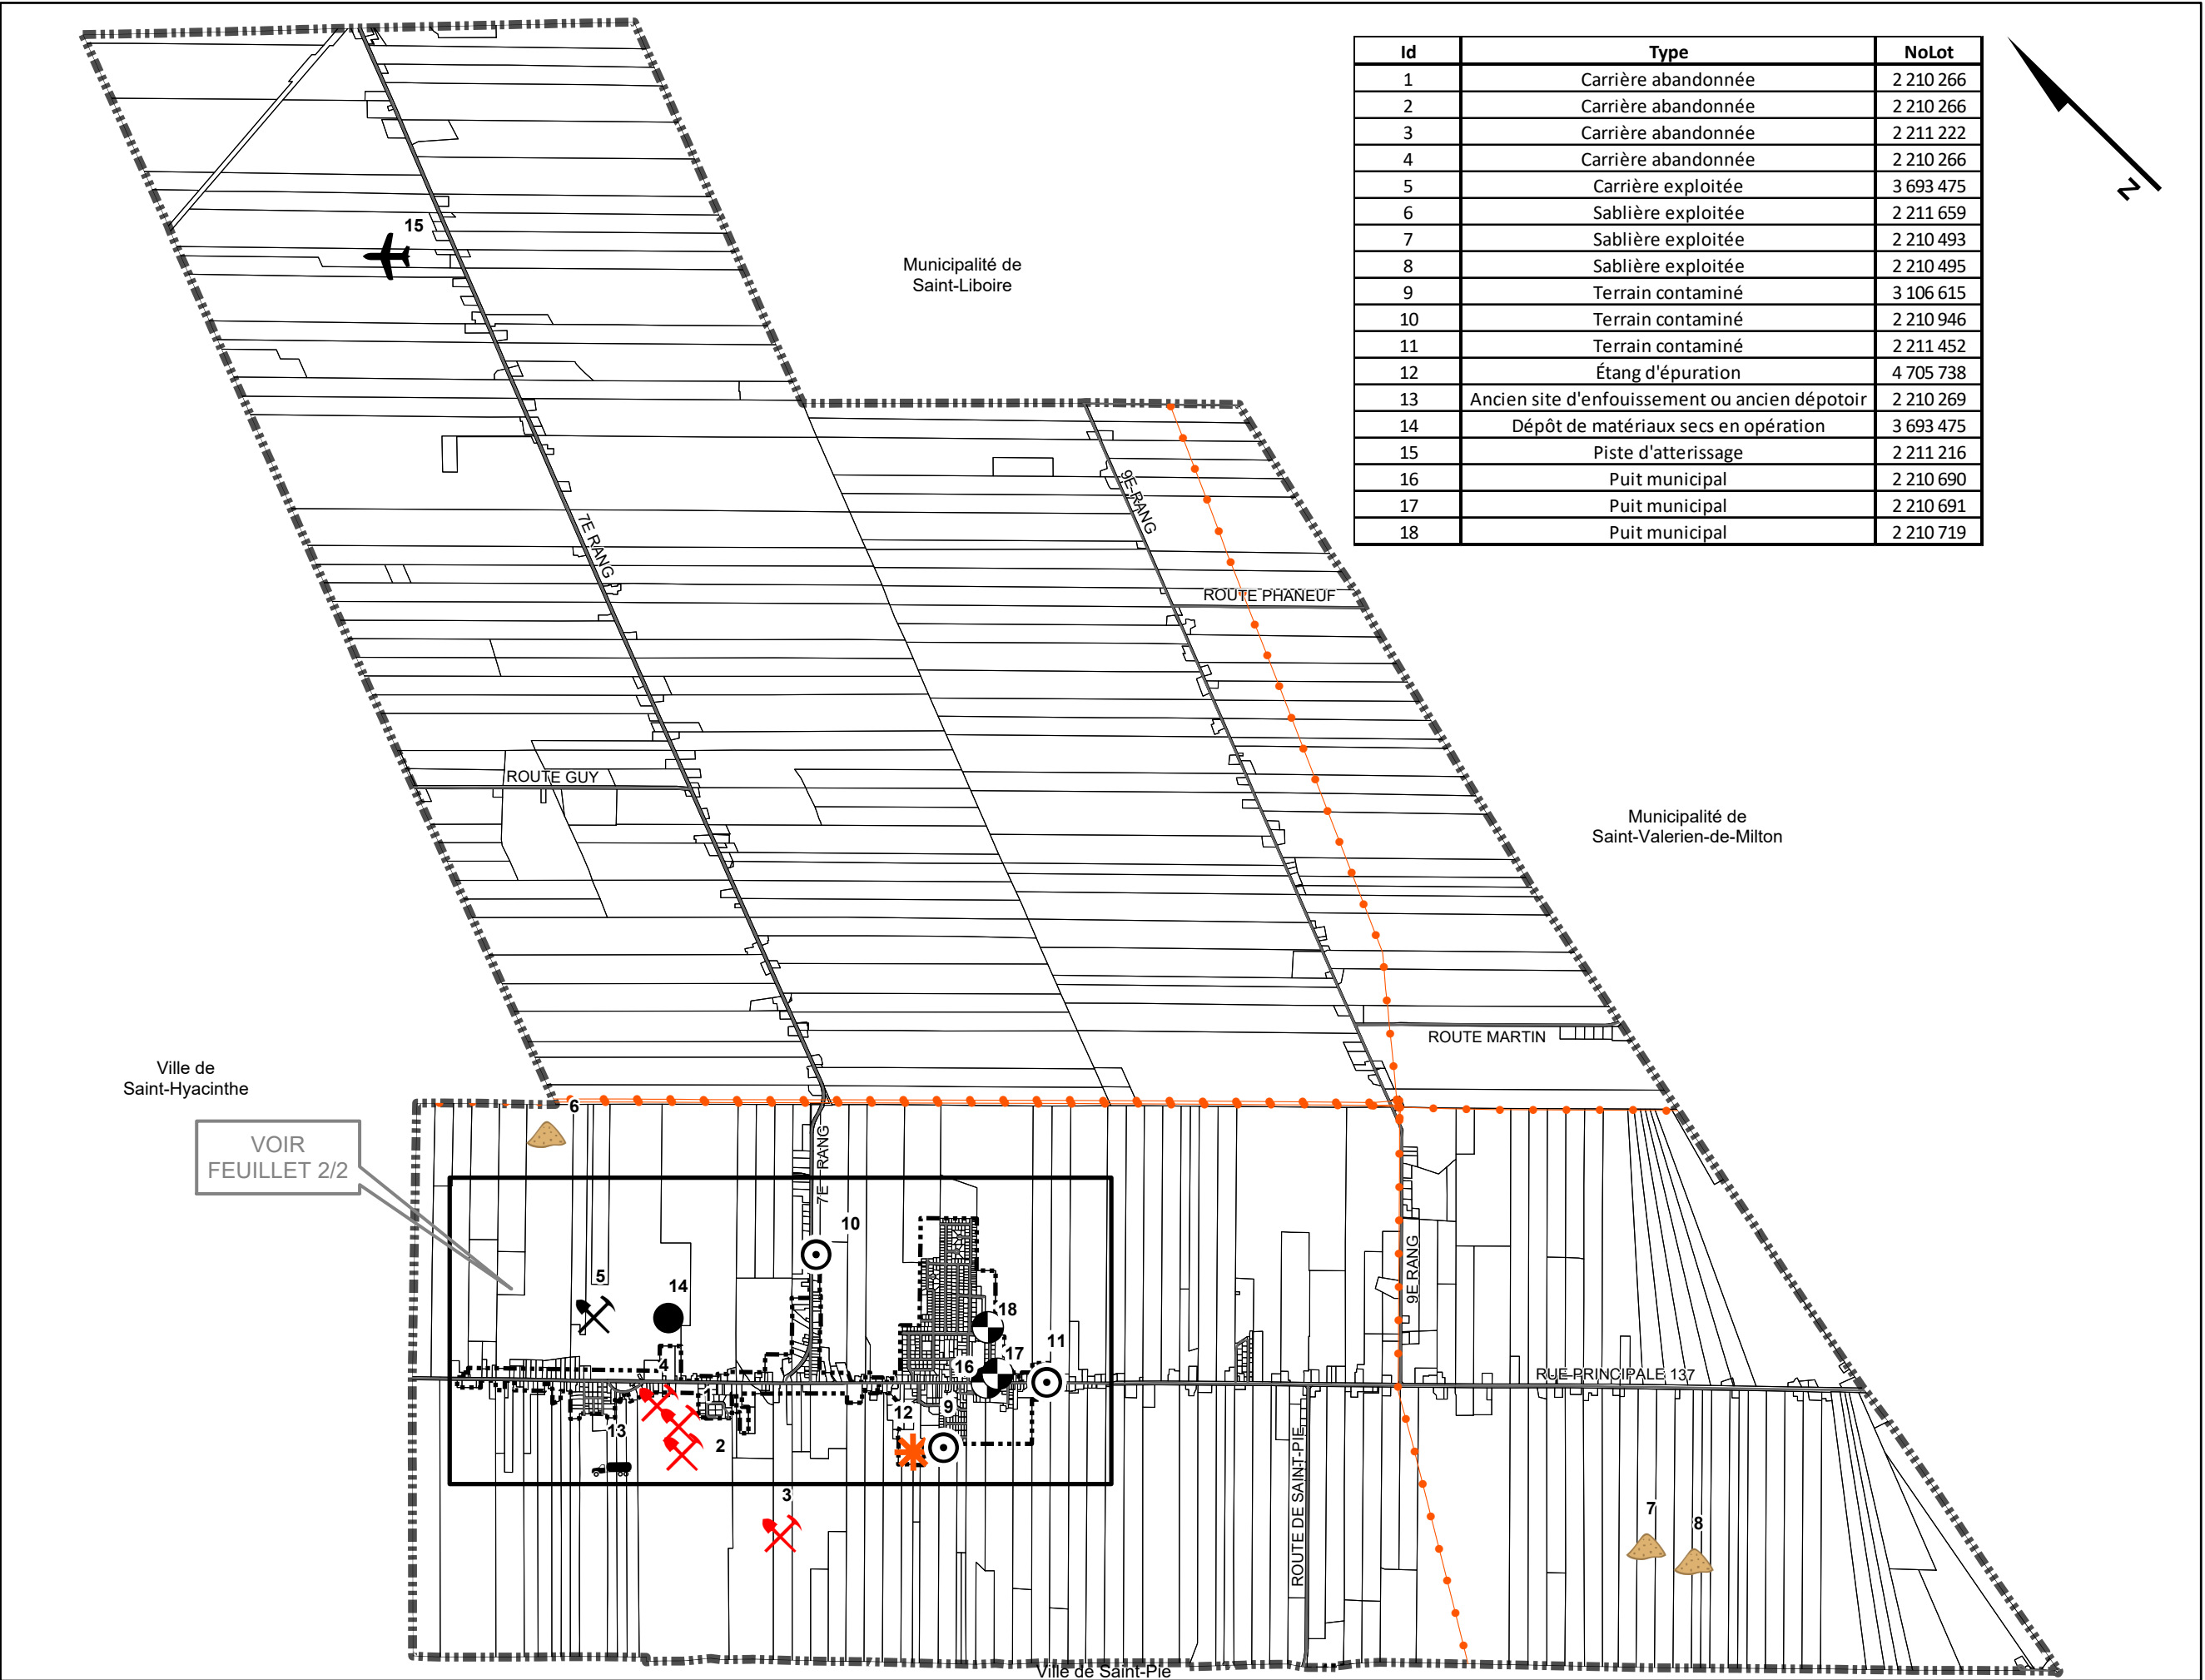 Id Type NoLot
1 Carrière abandonnée 2 210 266
2 Carrière abandonnée 2 210 266
3 Carrière abandonnée 2 211 222
4 Carrière abandonnée 2 210 266
5 Carrière exploitée 3 693 475
6 Sablière exploitée 2 211 659
7 Sablière exploitée 2 210 493
8 Sablière exploitée 2 210 495
9 Terrain contaminé 3 106 615
10 Terrain contaminé 2 210 946
11 Terrain contaminé 2 211 452
12 Étang d'épuration 4 705 738
13 Ancien site d'enfouissement ou ancien dépotoir 2 210 269
14 Dépôt de matériaux secs en opération 3 693 475
15 Piste d'atterissage 2 211 216
16 Puit municipal 2 210 690
17 Puit municipal 2 210 691
18 Puit municipal 2 210 719
N
15
Municipalité de
Saint-Liboire
9E RANG
7E RANG
ROUTE PHANEUF
ROUTE GUY
Municipalité de
Saint-Valerien-de-Milton
ROUTE MARTIN
Ville de
Saint-Hyacinthe
6
VOIR
FEUILLET 2/2
7E RANG
10
9E RANG
5
14
18
11
17
16
4
1
RUE PRINCIPALE 137
12
9
13
2
ROUTE DE SAINT-PIE
3
7
8
Ville de Saint-Pie